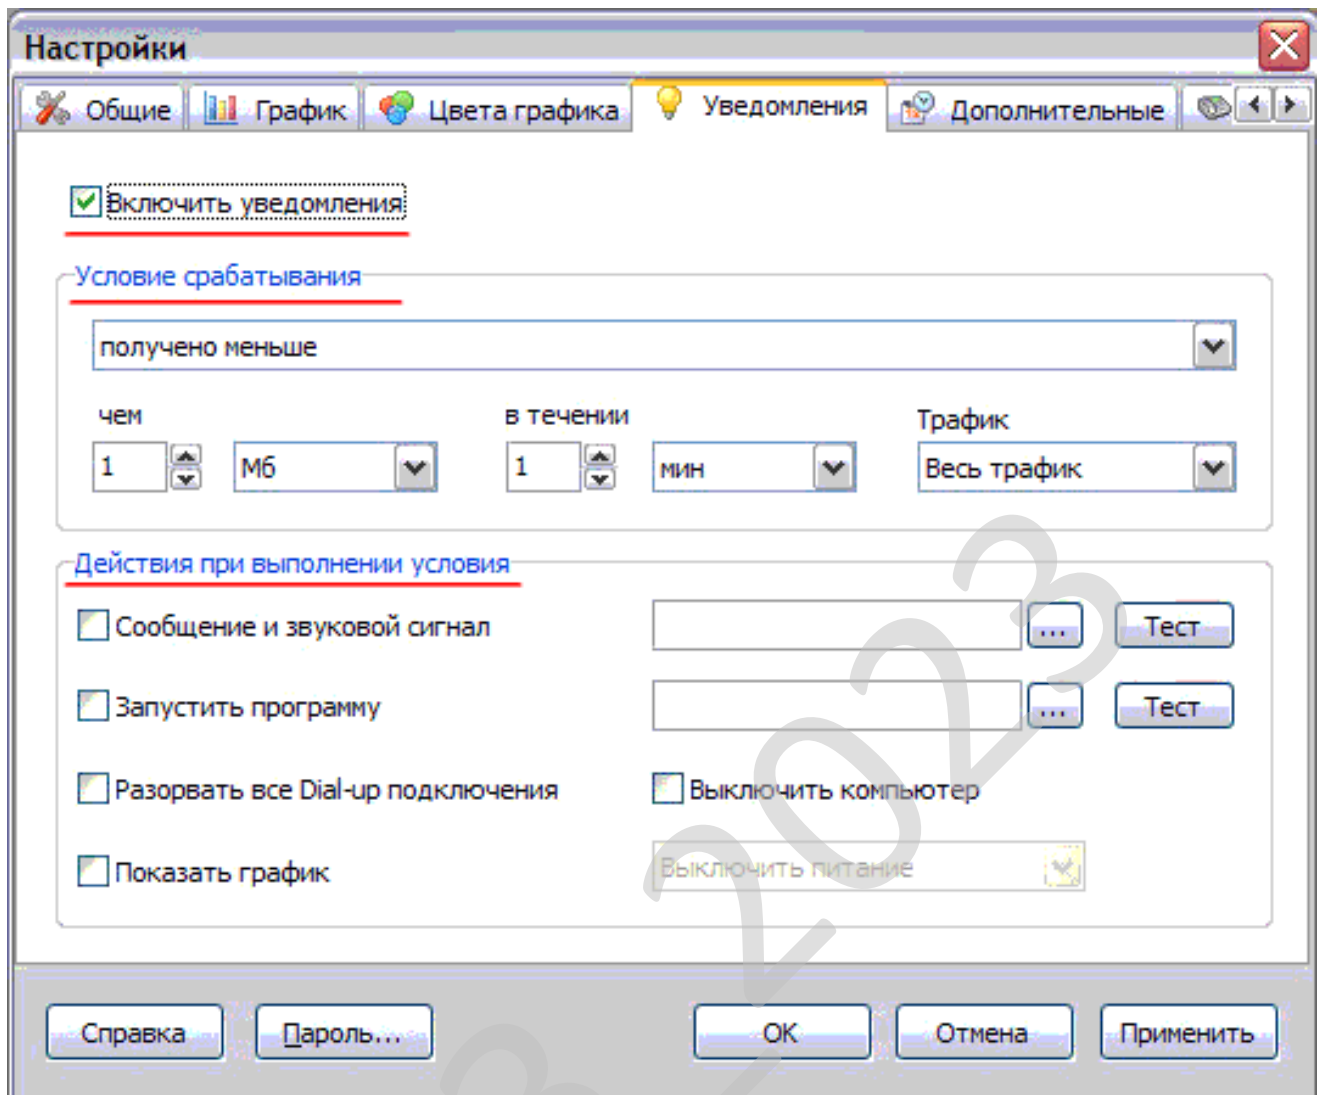 Настройки
Общие График Цвета графика Уведомления Дополнительные
Включить уведомления
Условие срабатывания
получено меньше
чем в течении Трафик
1 Мб 1 мин Весь трафик
Действия при выполнении условия
Сообщение и звуковой сигнал ... Тест
Запустить программу ... Тест
Разорвать все Dial-up подключения Выключить компьютер
Показать график Выключить питание
Справка Пароль... ОК Отмена Применить
2023